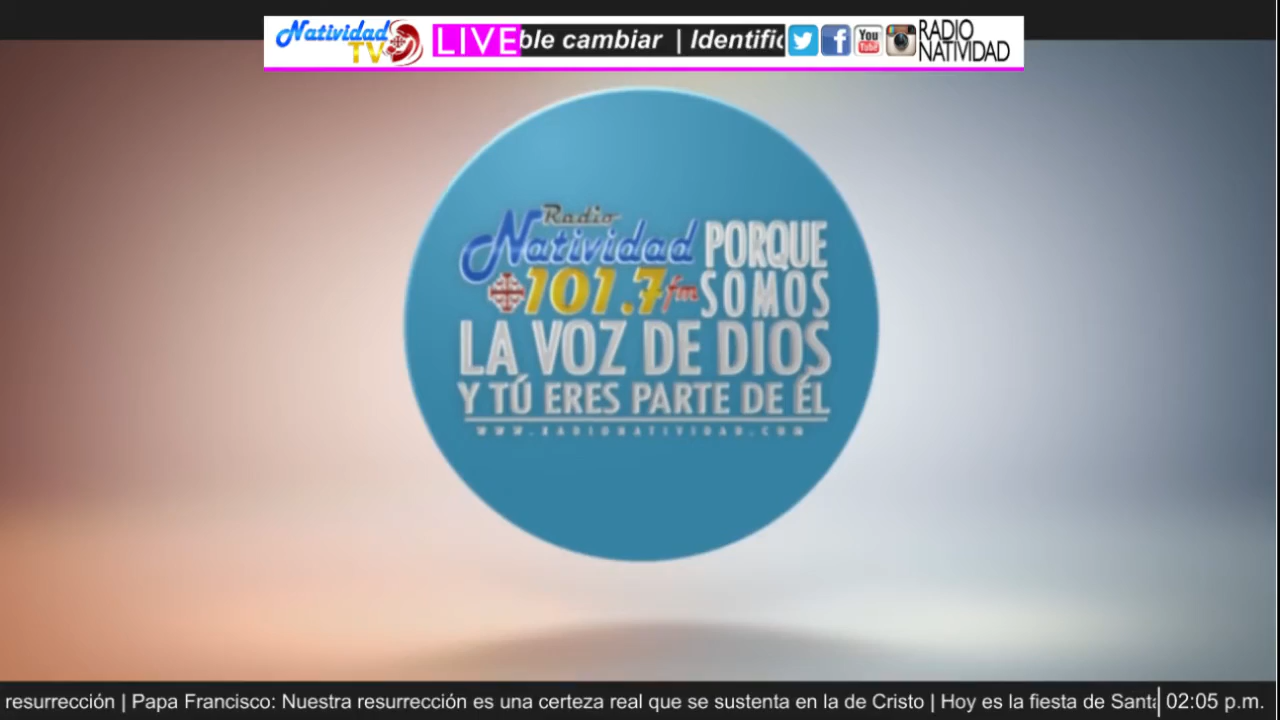 Natividad
TV
LIVE
ble cambiar | Identific
You
Tube
RADIO
NATIVIDAD
Radio
Natividad
101.7 fm
PORQUE
SOMOS
LA VOZ DE DIOS
Y TÚ ERES PARTE DE ÉL
WWW.RADIONATIVIDAD.COM
resurrección | Papa Francisco: Nuestra resurrección es una certeza real que se sustenta en la de Cristo | Hoy es la fiesta de Santa
02:05 p.m.